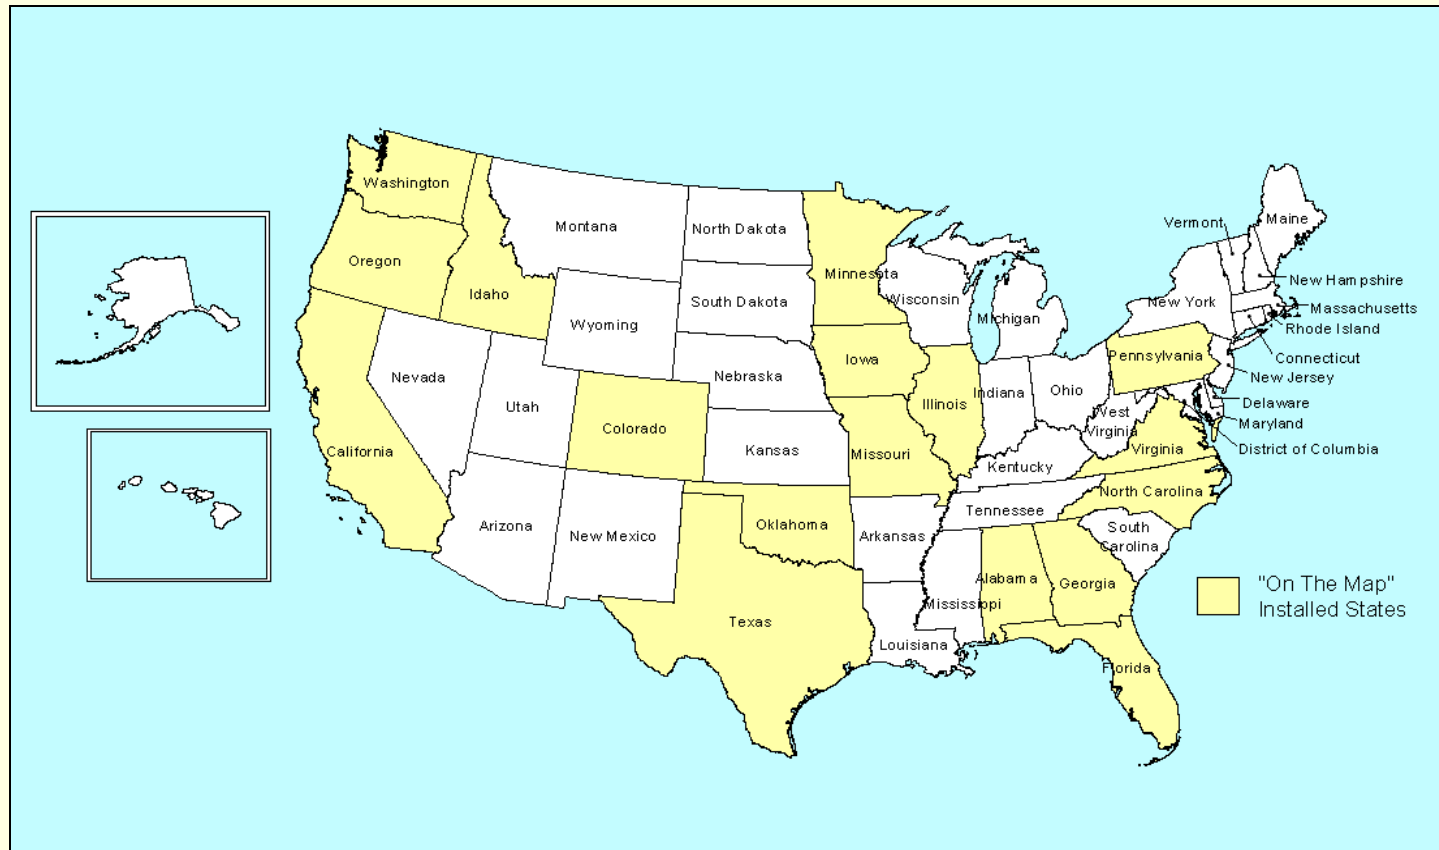 Washington
Montana
North Dakota
Minnesota
Vermont
Maine
Oregon
Idaho
South Dakota
Wisconsin
Michigan
New York
New Hampshire
Massachusetts
Rhode Island
Connecticut
New Jersey
Wyoming
Iowa
Pennsylvania
Nevada
Utah
Nebraska
Illinois
Indiana
Ohio
Delaware
Maryland
District of Columbia
West
Virginia
Virginia
California
Colorado
Kansas
Missouri
Kentucky
North Carolina
Tennessee
South
Carolina
Arizona
New Mexico
Oklahoma
Arkansas
Alabama
Georgia
Mississippi
Texas
Louisiana
Florida
"On The Map"
Installed States